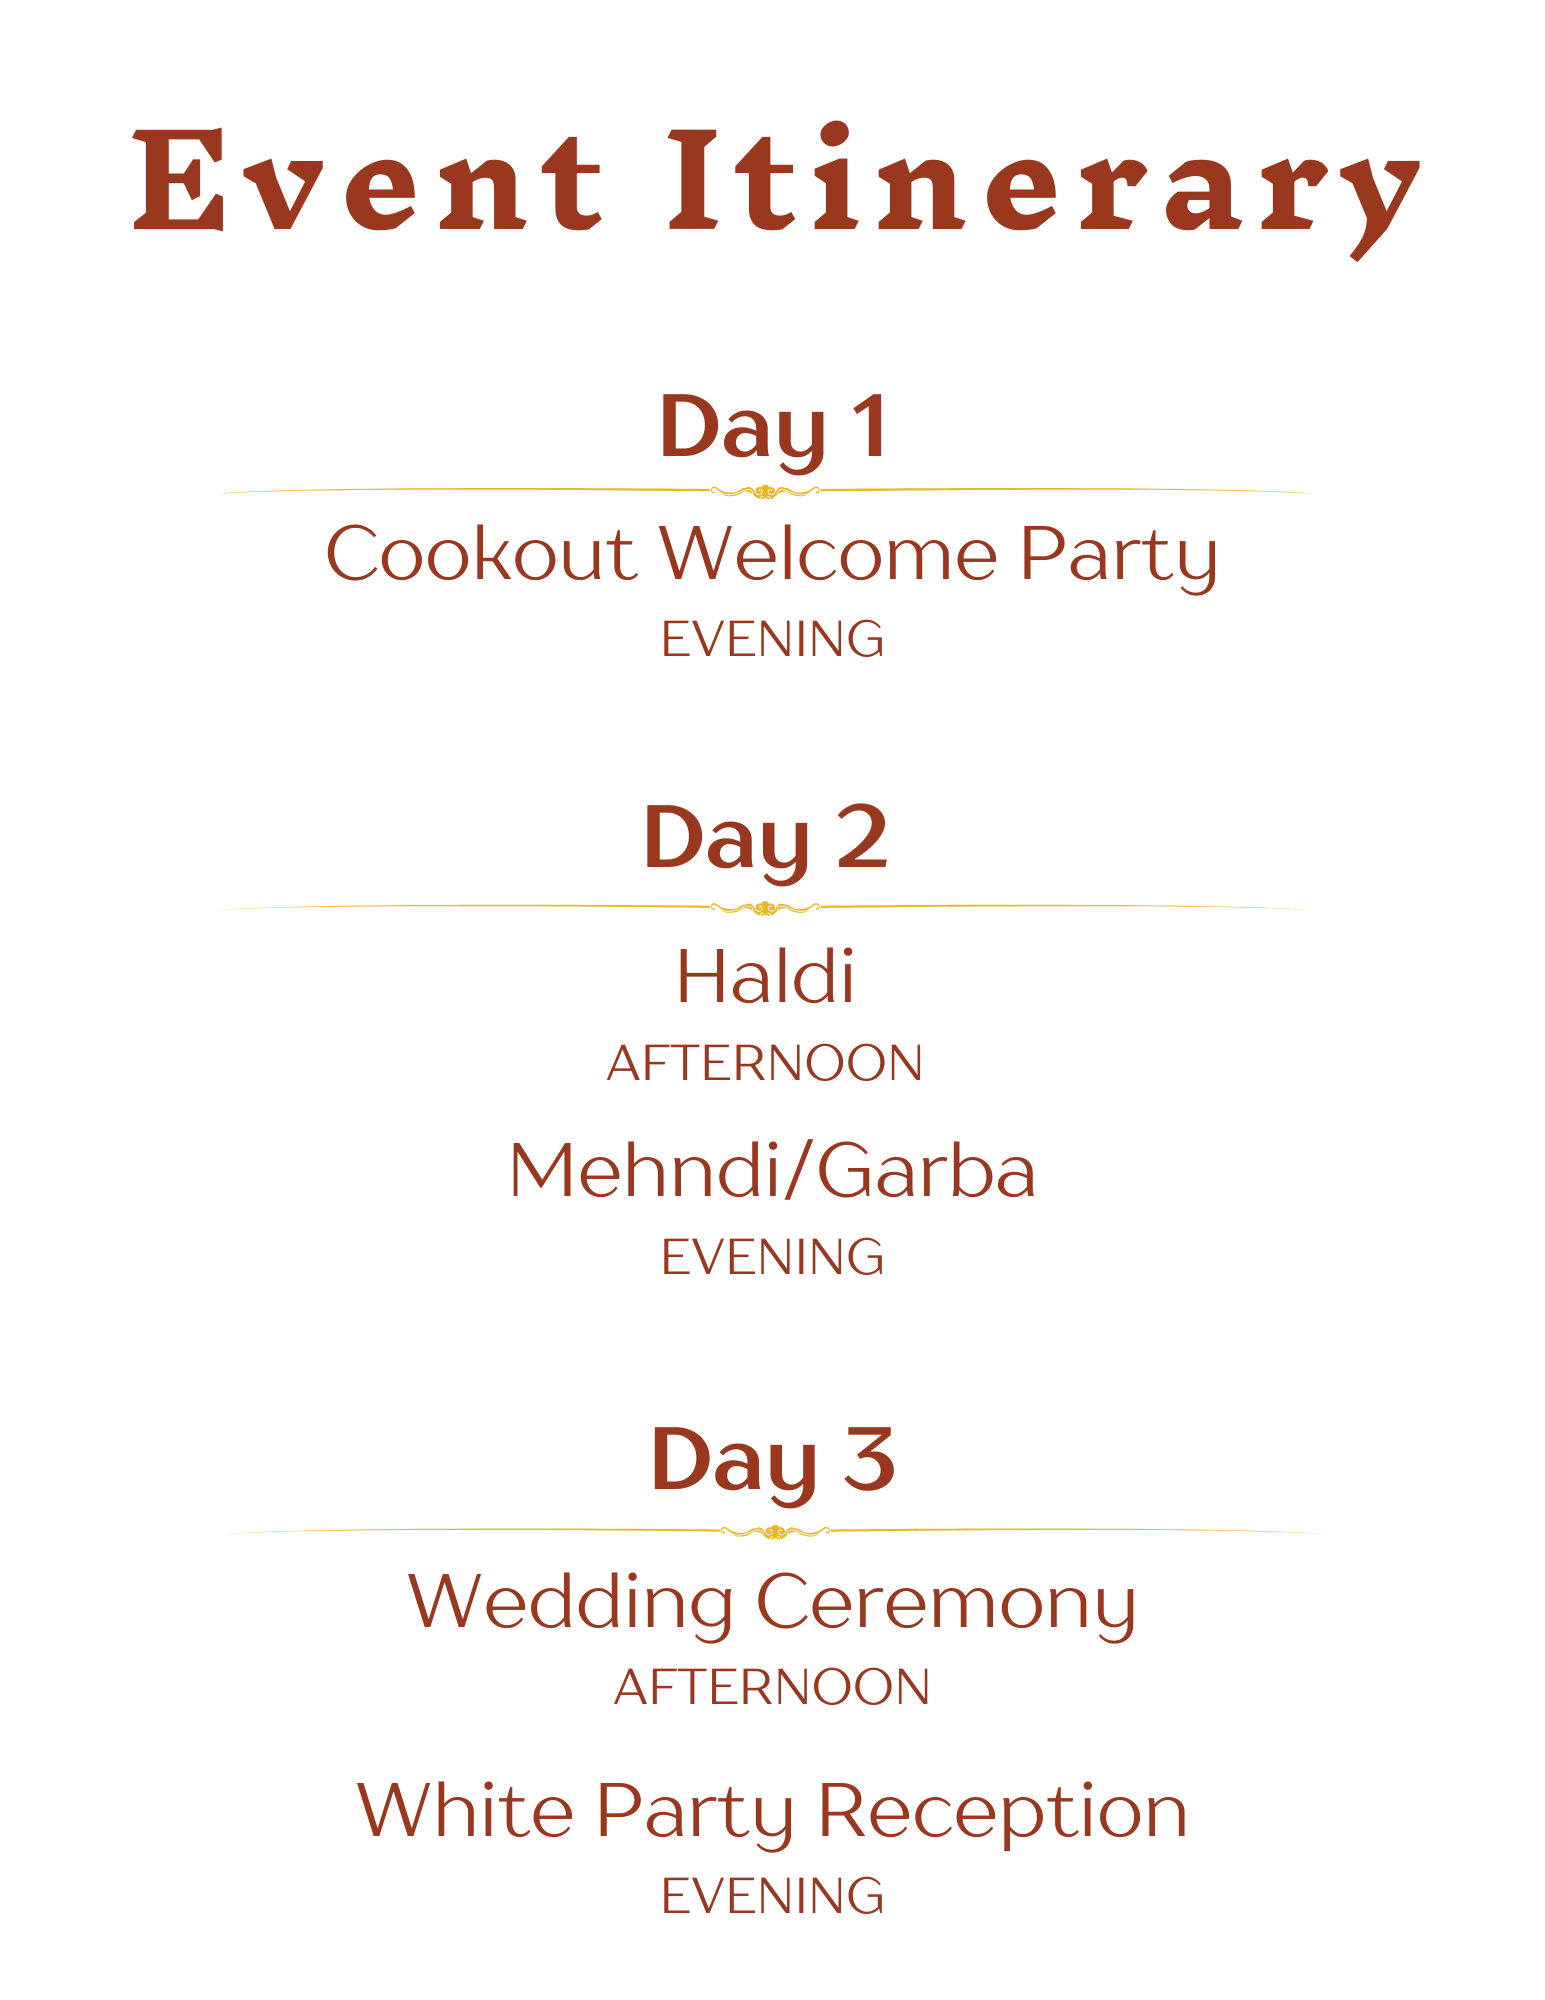 Event Itinerary
Day 1
Cookout Welcome Party
EVENING
Day 2
Haldi
AFTERNOON
Mehndi/Garba
EVENING
Day 3
Wedding Ceremony
AFTERNOON
White Party Reception
EVENING